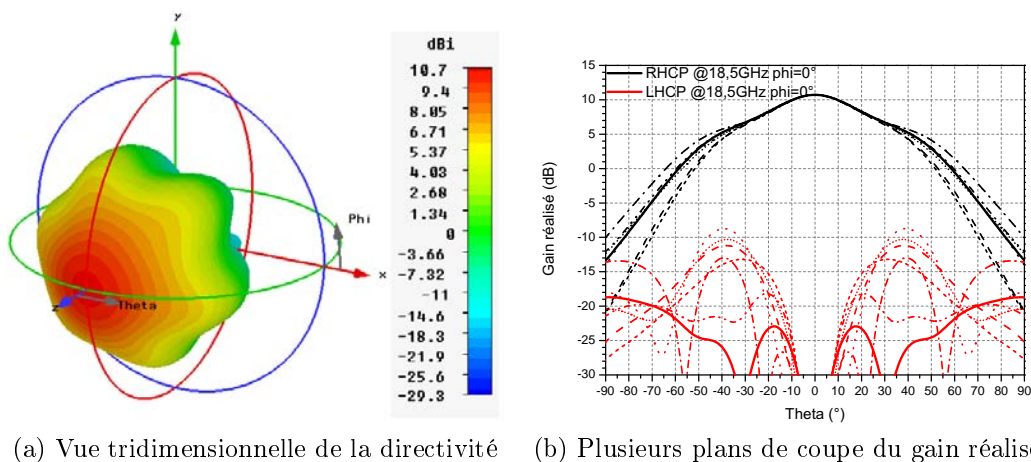 y
x
z
Phi
Theta
dBi
10.7
9.4
8.05
6.71
5.37
4.03
2.68
1.34
0
-3.66
-7.32
-11
-14.6
-18.3
-21.9
-25.6
-29.3
RHCP @18,5GHz phi=0°
LHCP @18,5GHz phi=0°
Gain réalisé (dB)
15
10
5
0
-5
-10
-15
-20
-25
-30
-90 -80 -70 -60 -50 -40 -30 -20 -10 0 10 20 30 40 50 60 70 80 90
Theta (°)
(a) Vue tridimensionnelle de la directivité
(b) Plusieurs plans de coupe du gain réalis